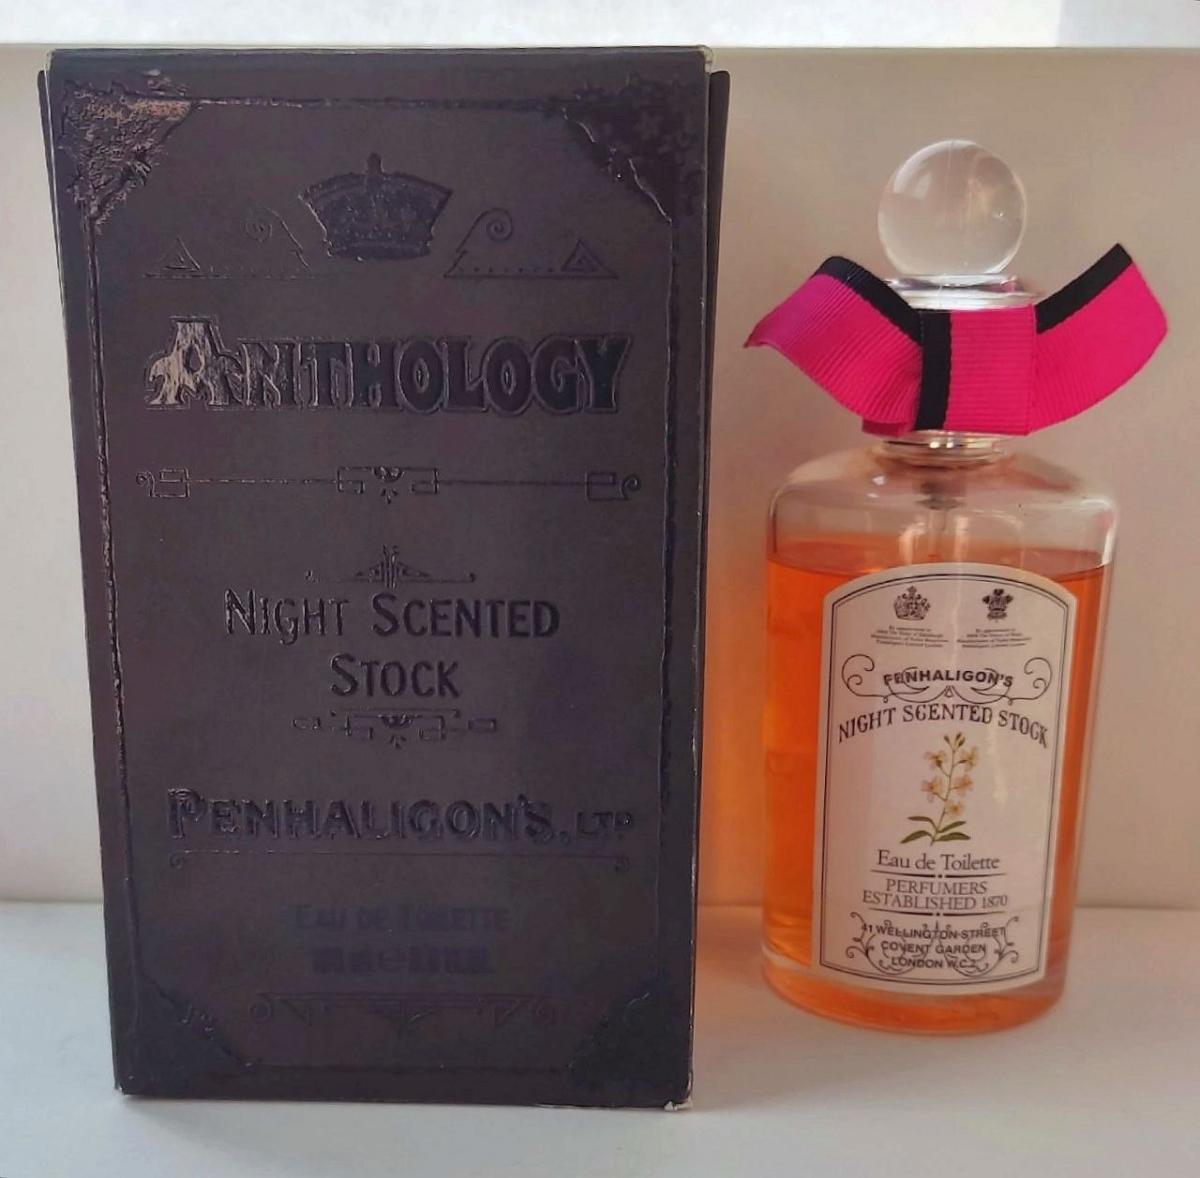 ANTHOLOGY
NIGHT SCENTED
STOCK
PENHALIGON'S, LTD
EAU DE TOILETTE
PENHALIGON'S
NIGHT SCENTED STOCK
Eau de Toilette
PERFUMERS
ESTABLISHED 1870
41 WELLINGTON STREET
COVENT GARDEN
LONDON W.C.2